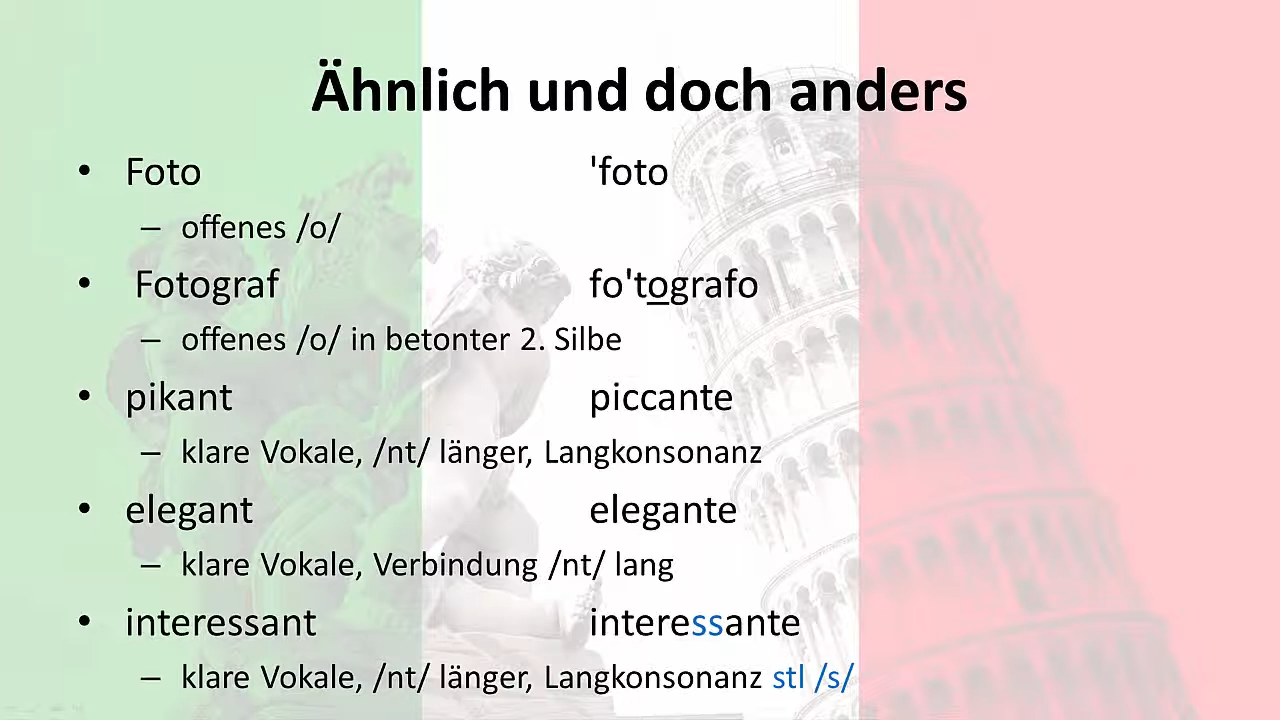 Ähnlich und doch anders
• Foto 'foto
– offenes /o/
• Fotograf fo'tografo
– offenes /o/ in betonter 2. Silbe
• pikant piccante
– klare Vokale, /nt/ länger, Langkonsonanz
• elegant elegante
– klare Vokale, Verbindung /nt/ lang
• interessant interessante
– klare Vokale, /nt/ länger, Langkonsonanz stl /s/